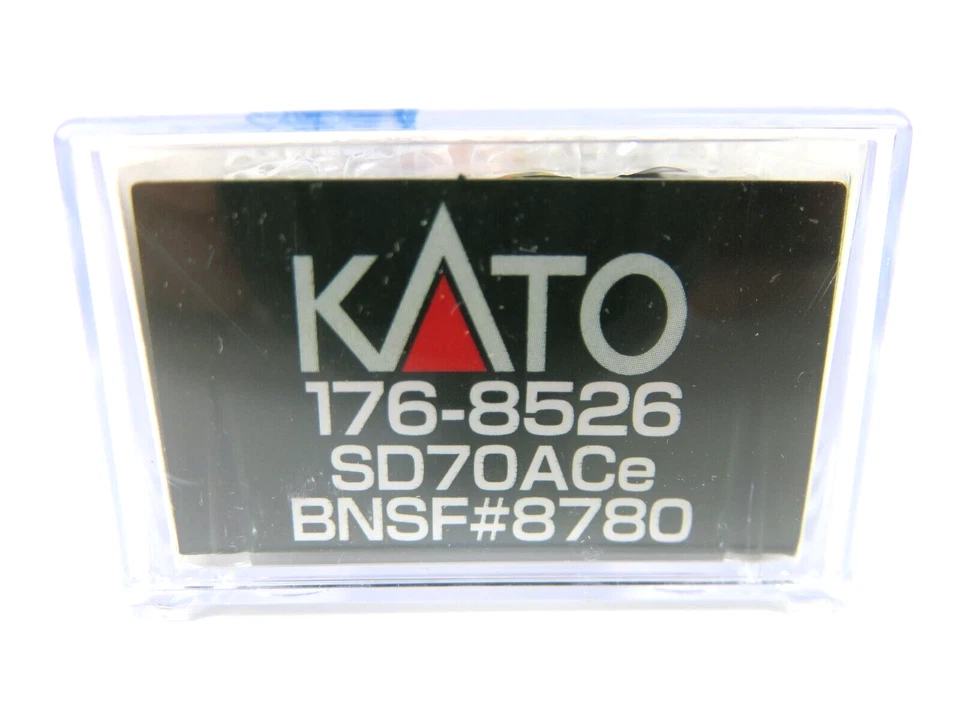 KATO
176-8526
SD70ACe
BNSF#8780